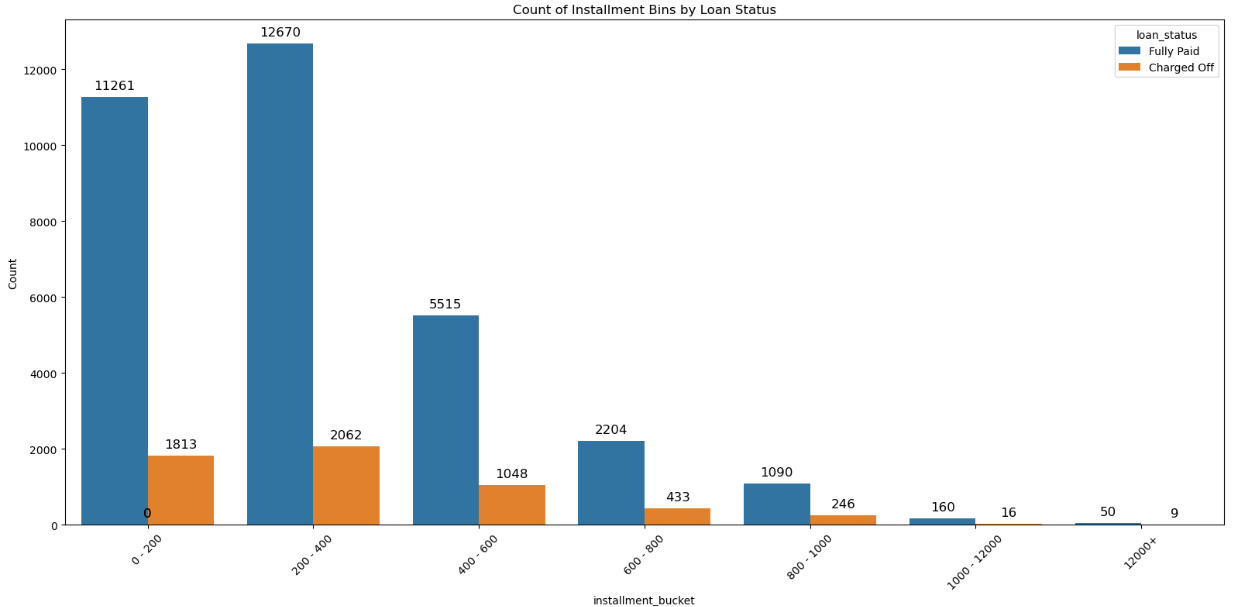 Count of Installment Bins by Loan Status
loan_status
Fully Paid
Charged Off
Count
12000
10000
8000
6000
4000
2000
0
11261
1813
0
12670
2062
5515
1048
2204
433
1090
246
160
16
50
9
0 - 200
200 - 400
400 - 600
600 - 800
800 - 1000
1000 - 12000
12000+
installment_bucket